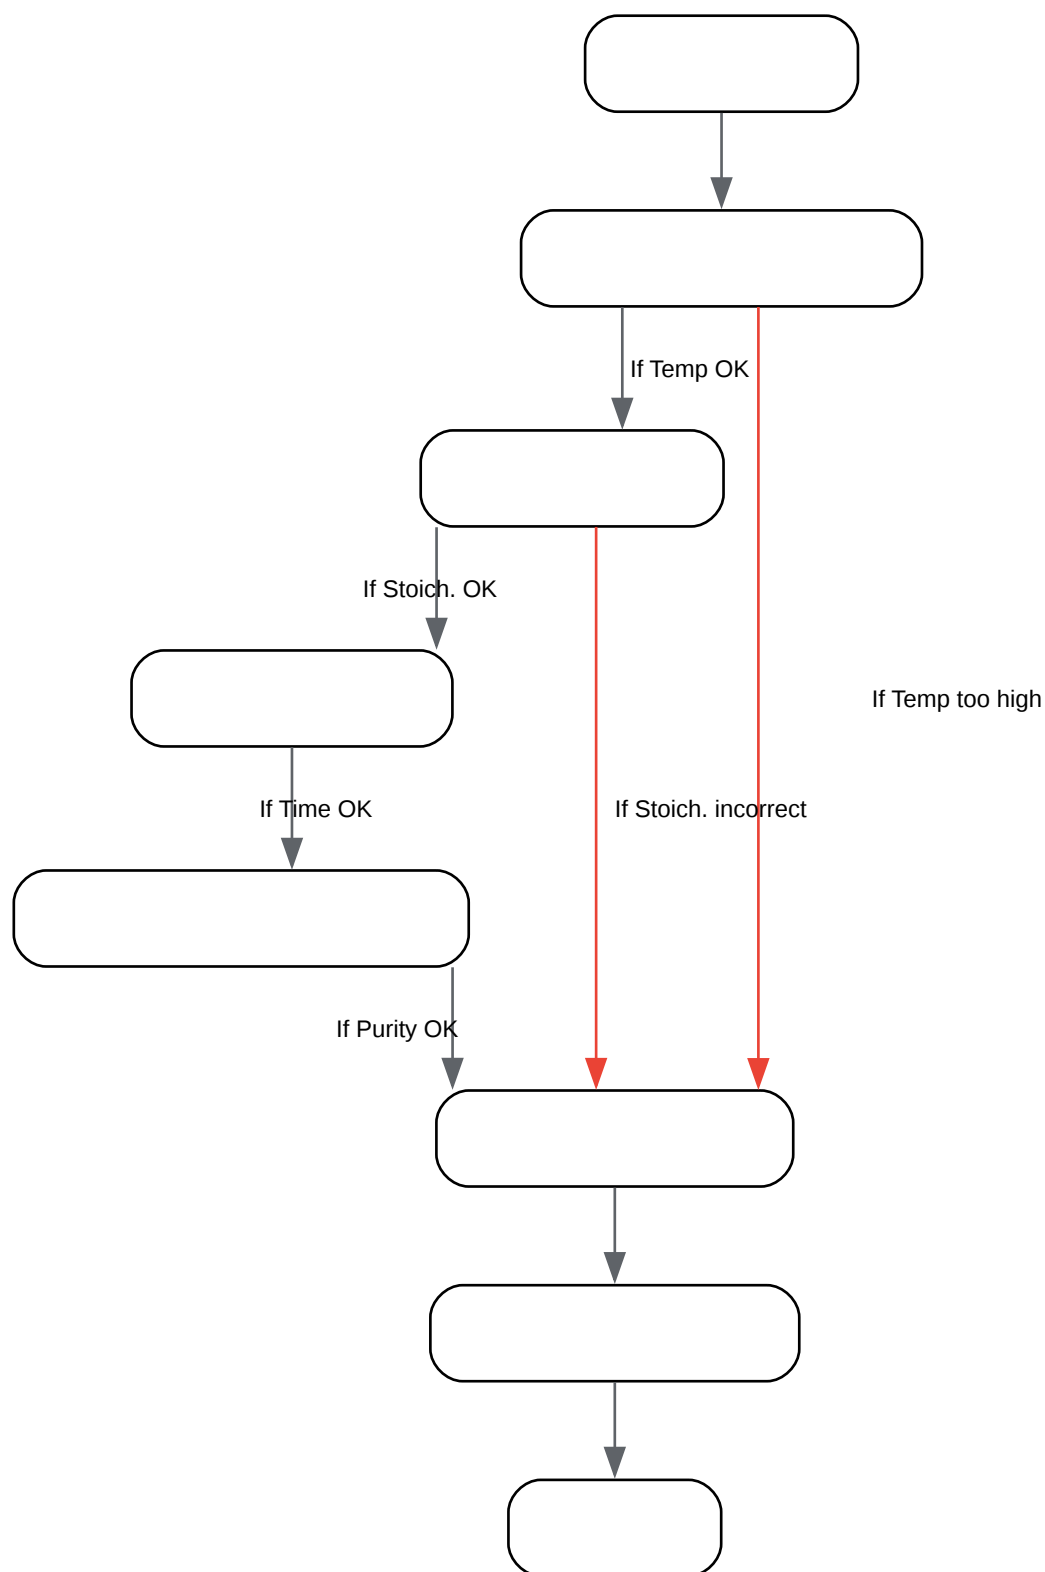 If Temp OK
If Stoich. OK
If Temp too high
If Time OK
If Stoich. incorrect
If Purity OK